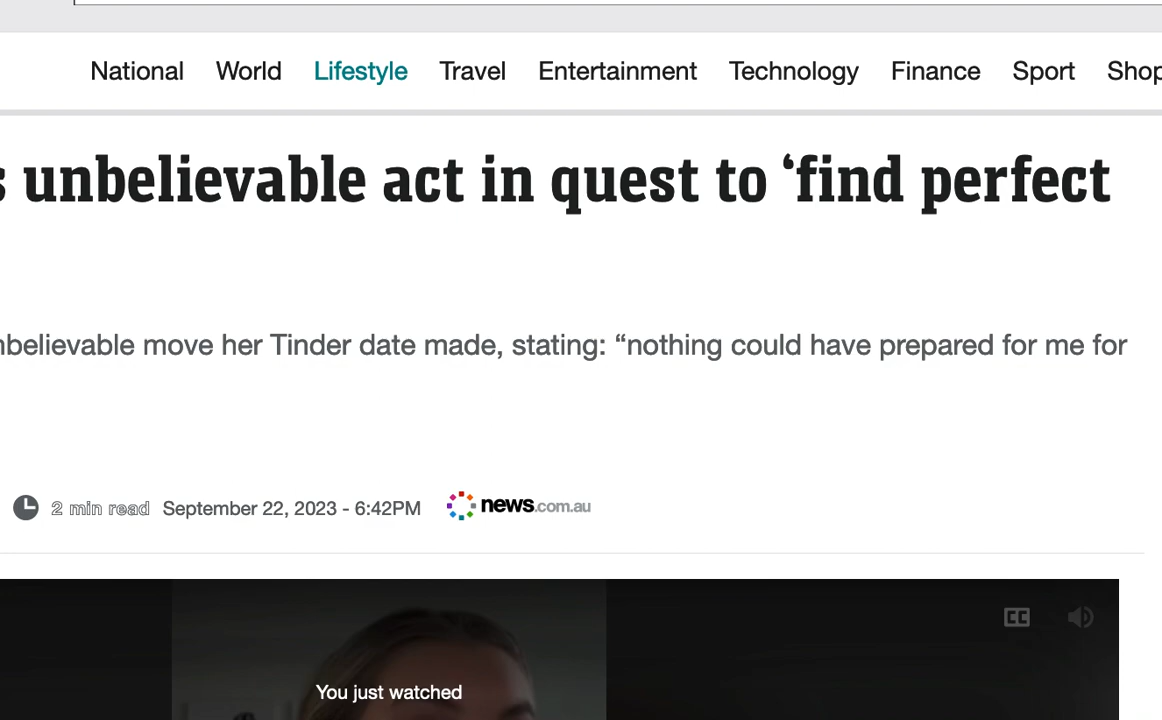 National World Lifestyle Travel Entertainment Technology Finance Sport Shop
unbelievable act in quest to ‘find perfect
nbelievable move her Tinder date made, stating: “nothing could have prepared for me for
2 min read September 22, 2023 - 6:42PM news.com.au
CC
You just watched